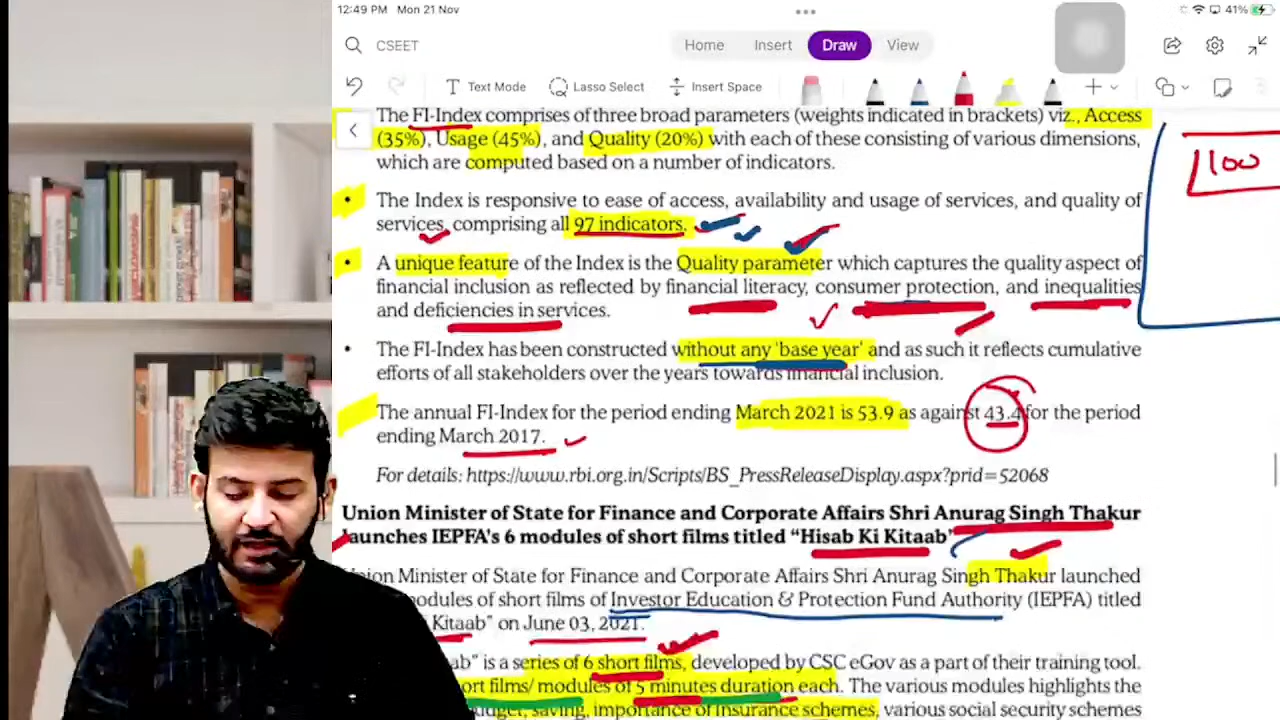 12:49 PM Mon 21 Nov
41%
CSEET
Home Insert Draw View
Text Mode Lasso Select Insert Space
The FI-Index comprises of three broad parameters (weights indicated in brackets) viz., Access
(35%), Usage (45%), and Quality (20%) with each of these consisting of various dimensions,
which are computed based on a number of indicators.
• The Index is responsive to ease of access, availability and usage of services, and quality of
services, comprising all 97 indicators.
• A unique feature of the Index is the Quality parameter which captures the quality aspect of
financial inclusion as reflected by financial literacy, consumer protection, and inequalities
and deficiencies in services.
• The FI-Index has been constructed without any 'base year' and as such it reflects cumulative
efforts of all stakeholders over the years towards financial inclusion.
The annual FI-Index for the period ending March 2021 is 53.9 as against 43.4 for the period
ending March 2017.
For details: https://www.rbi.org.in/Scripts/BS_PressReleaseDisplay.aspx?prid=52068
Union Minister of State for Finance and Corporate Affairs Shri Anurag Singh Thakur
launches IEPFA's 6 modules of short films titled "Hisab Ki Kitaab"
Union Minister of State for Finance and Corporate Affairs Shri Anurag Singh Thakur launched
modules of short films of Investor Education & Protection Fund Authority (IEPFA) titled
Kitaab" on June 03, 2021.
is a series of 6 short films, developed by CSC eGov as a part of their training tool.
films/ modules of 5 minutes duration each. The various modules highlights the
saving, importance of insurance schemes, various social security schemes
100